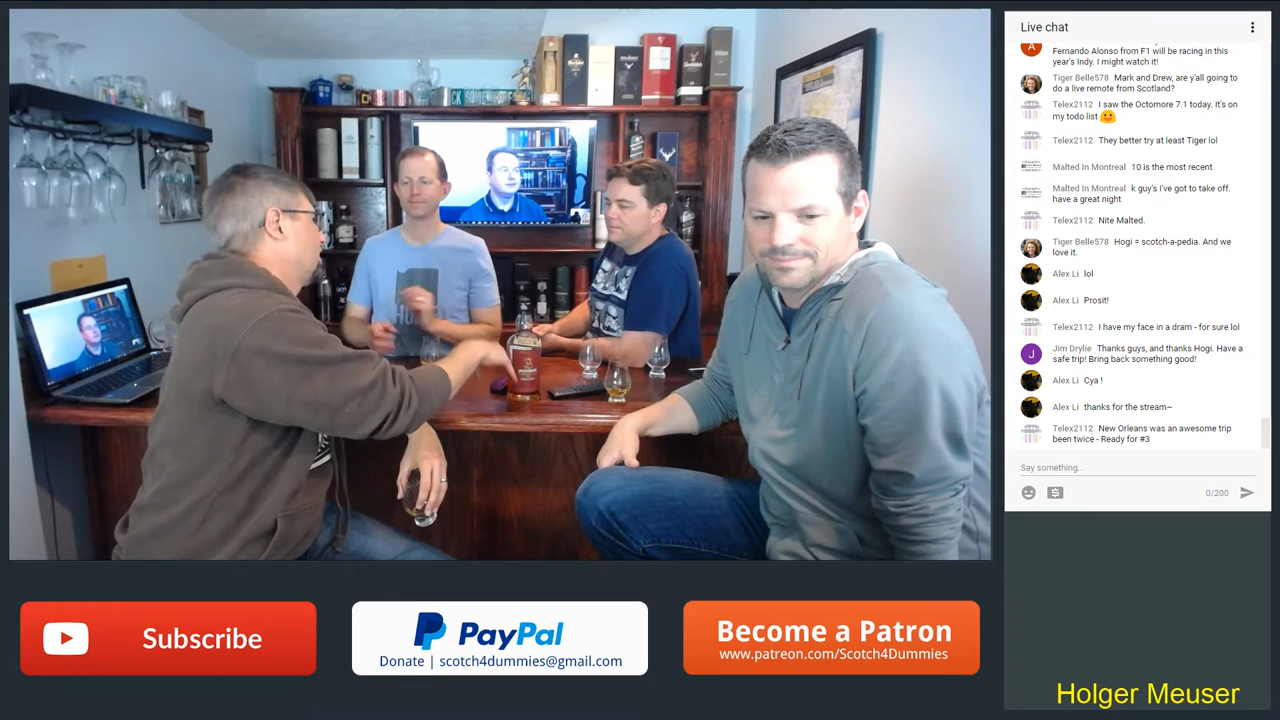 CK SOTH
HO
Live chat
Fernando Alonso from F1 will be racing in this
year's Indy. I might watch it!
Tiger Belle578 Mark and Drew, are y'all going to
do a live remote from Scotland?
Telex2112 I saw the Octomore 7.1 today. It's on
my todo list
Telex2112 They better try at least Tiger lol
Malted In Montreal 10 is the most recent
Malted In Montreal k guy's I've got to take off.
have a great night
Telex2112 Nite Malted.
Tiger Belle578 Hogi = scotch-a-pedia. And we
love it.
Alex Li lol
Alex Li Prosit!
Telex2112 I have my face in a dram - for sure lol
Jim Drylie Thanks guys, and thanks Hogi. Have a
safe trip! Bring back something good!
Alex Li Cya !
Alex Li thanks for the stream~
Telex2112 New Orleans was an awesome trip
been twice - Ready for #3
Say something...
0/200
Subscribe
PayPal
Donate | scotch4dummies@gmail.com
Become a Patron
www.patreon.com/Scotch4Dummies
Holger Meuser